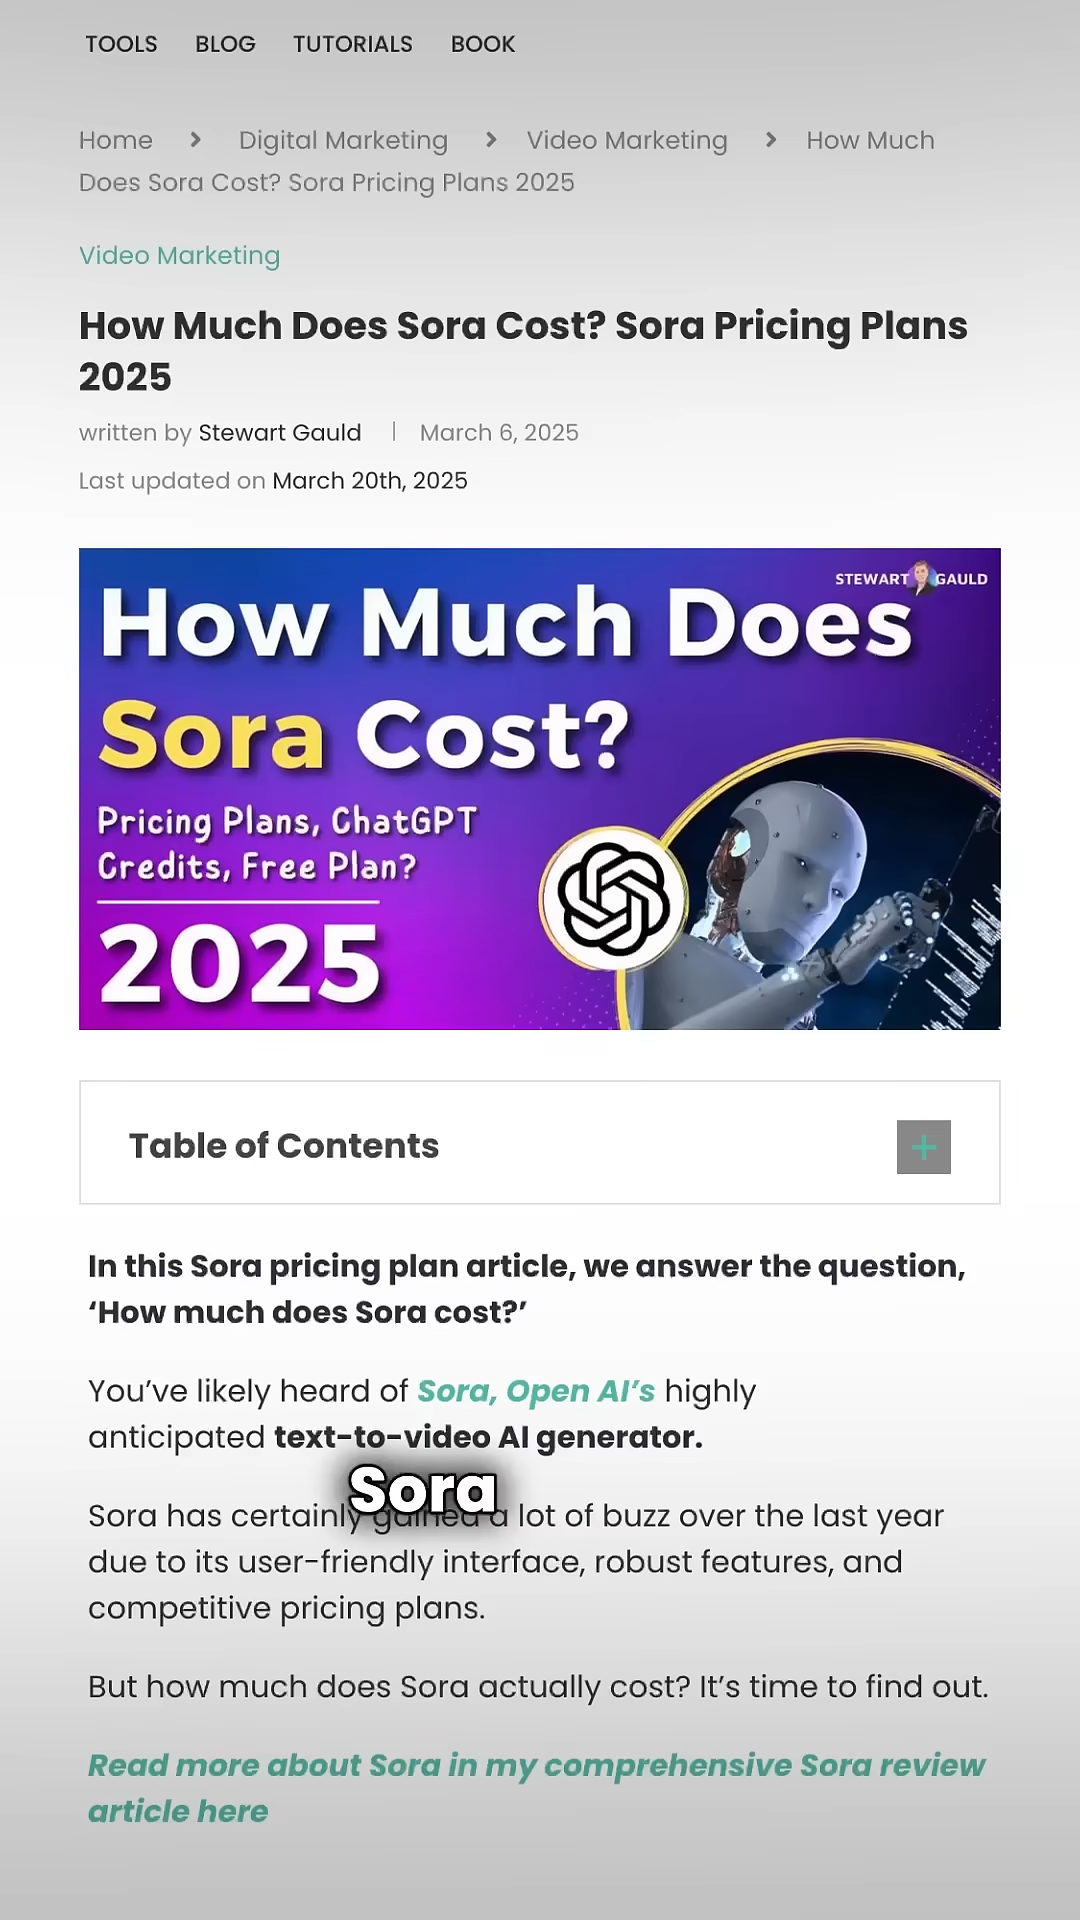 TOOLS BLOG TUTORIALS BOOK
Home > Digital Marketing > Video Marketing > How Much
Does Sora Cost? Sora Pricing Plans 2025
Video Marketing
How Much Does Sora Cost? Sora Pricing Plans
2025
written by Stewart Gauld | March 6, 2025
Last updated on March 20th, 2025
STEWART GAULD
How Much Does
Sora Cost?
Pricing Plans, ChatGPT
Credits, Free Plan?
2025
Table of Contents
+
In this Sora pricing plan article, we answer the question,
‘How much does Sora cost?’
You’ve likely heard of Sora, Open AI’s highly
anticipated text-to-video AI generator.
Sora
Sora has certainly gained a lot of buzz over the last year
due to its user-friendly interface, robust features, and
competitive pricing plans.
But how much does Sora actually cost? It’s time to find out.
Read more about Sora in my comprehensive Sora review
article here